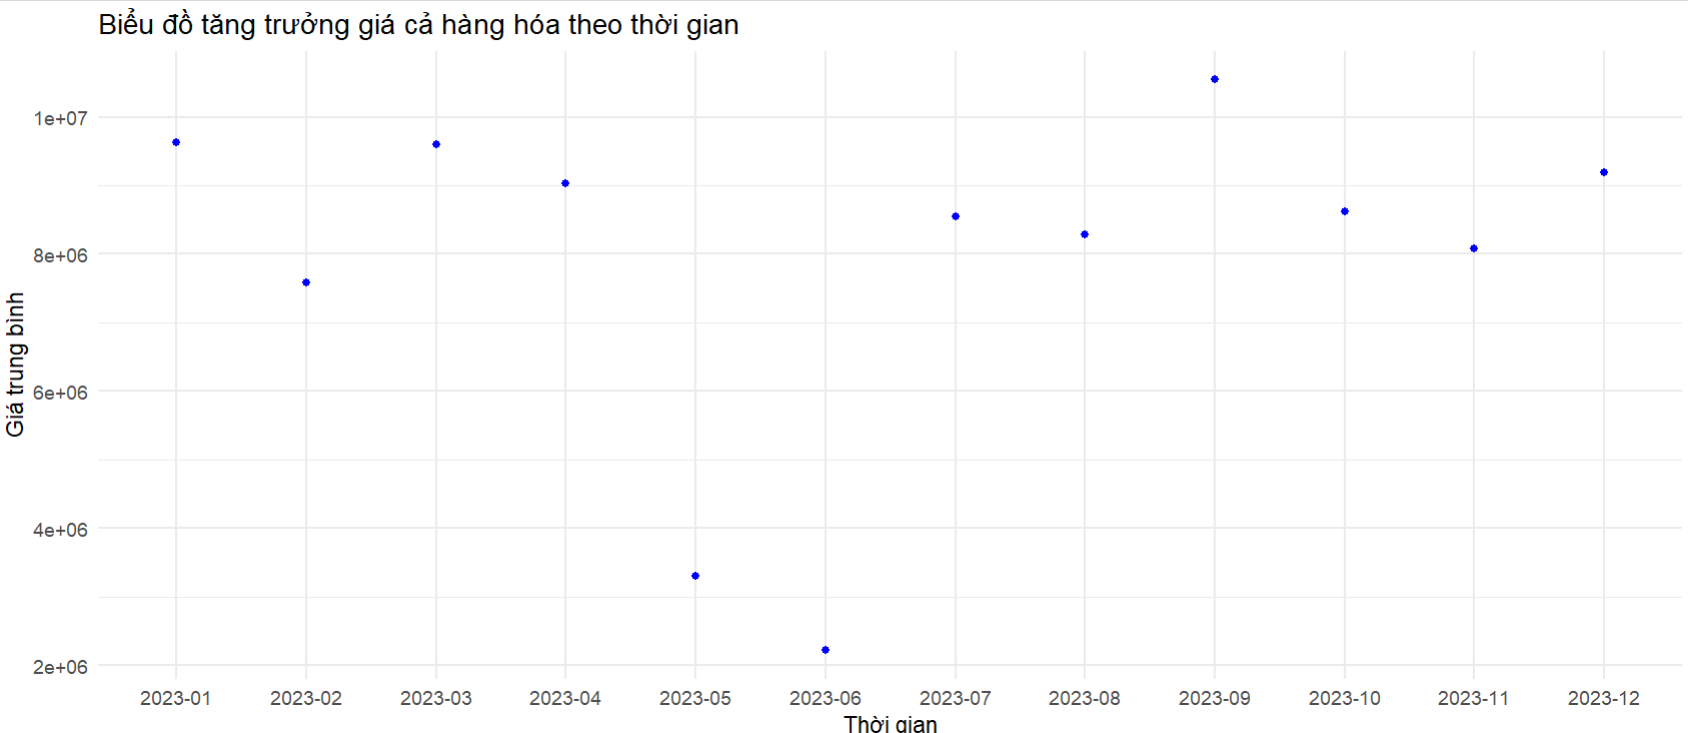 Biểu đồ tăng trưởng giá cả hàng hóa theo thời gian
Giá trung bình
1e+07
8e+06
6e+06
4e+06
2e+06
2023-01 2023-02 2023-03 2023-04 2023-05 2023-06 2023-07 2023-08 2023-09 2023-10 2023-11 2023-12
Thời gian